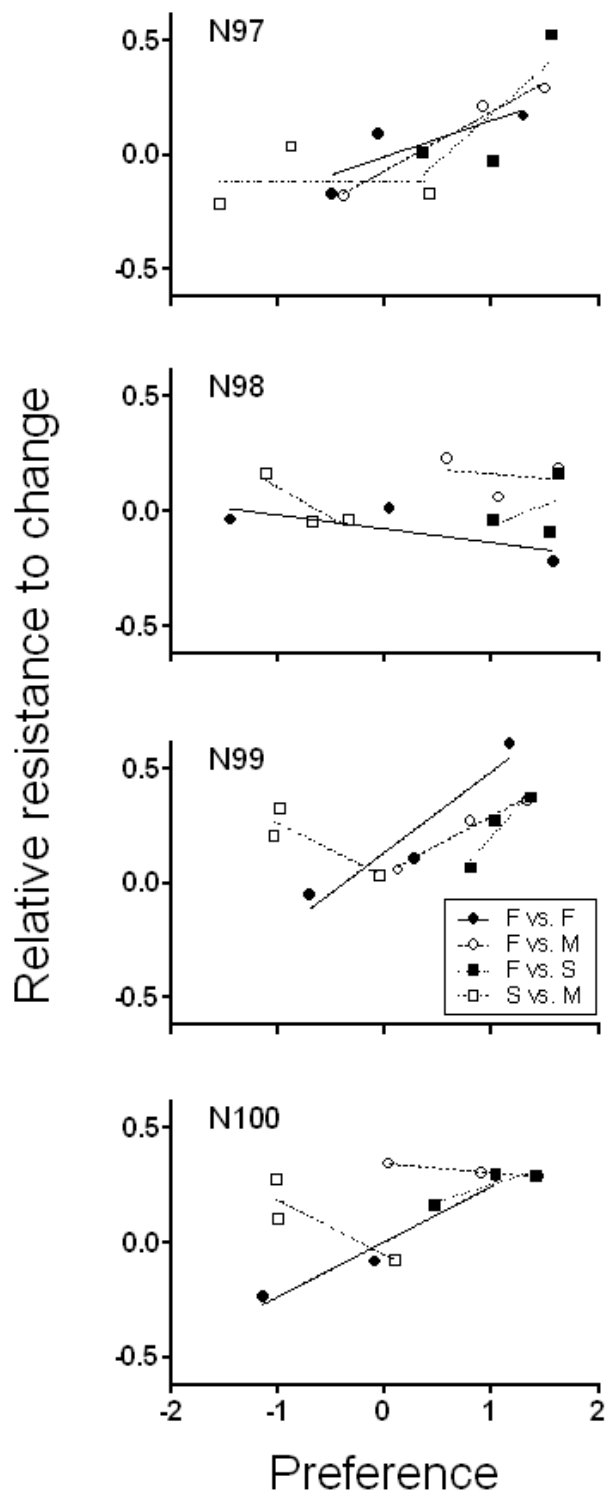 Relative resistance to change
N97
0.5
0.0
-0.5
N98
0.5
0.0
-0.5
N99
0.5
0.0
-0.5
F vs. F
F vs. M
F vs. S
S vs. M
N100
0.5
0.0
-0.5
-2 -1 0 1 2
Preference